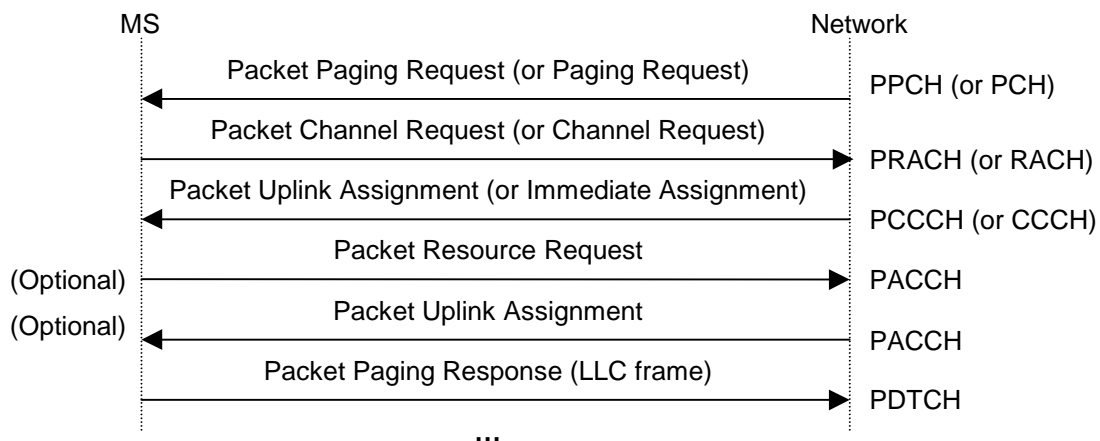 MS Network
Packet Paging Request (or Paging Request)
PPCH (or PCH)
Packet Channel Request (or Channel Request)
PRACH (or RACH)
Packet Uplink Assignment (or Immediate Assignment)
PCCCH (or CCCH)
Packet Resource Request
(Optional) PACCH
Packet Uplink Assignment
(Optional) PACCH
Packet Paging Response (LLC frame)
PDTCH
...